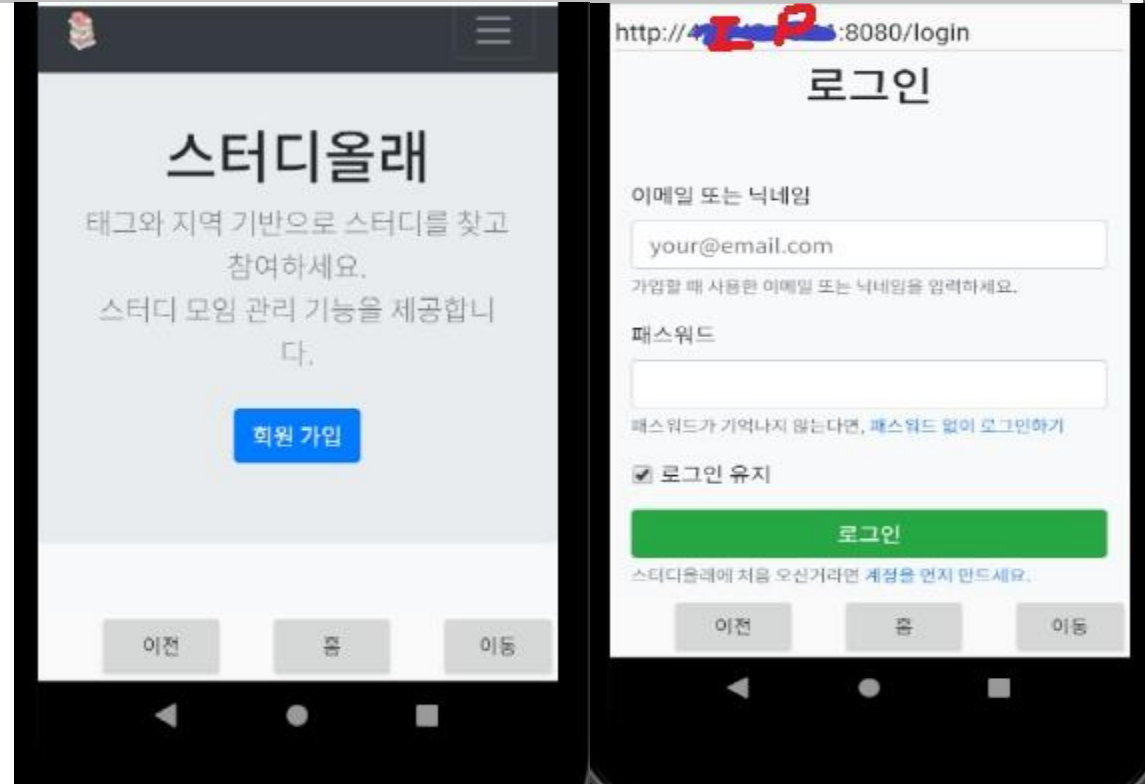 스터디올래
태그와 지역 기반으로 스터디를 찾고
참여하세요.
스터디 모임 관리 기능을 제공합니
다.
회원 가입
이전 홈 이동
http://4 I P :8080/login
로그인
이메일 또는 닉네임
your@email.com
가입할 때 사용한 이메일 또는 닉네임을 입력하세요.
패스워드
패스워드가 기억나지 않는다면, 패스워드 없이 로그인하기
로그인 유지
로그인
스터디올래에 처음 오신거라면 계정을 먼저 만드세요.
이전 홈 이동